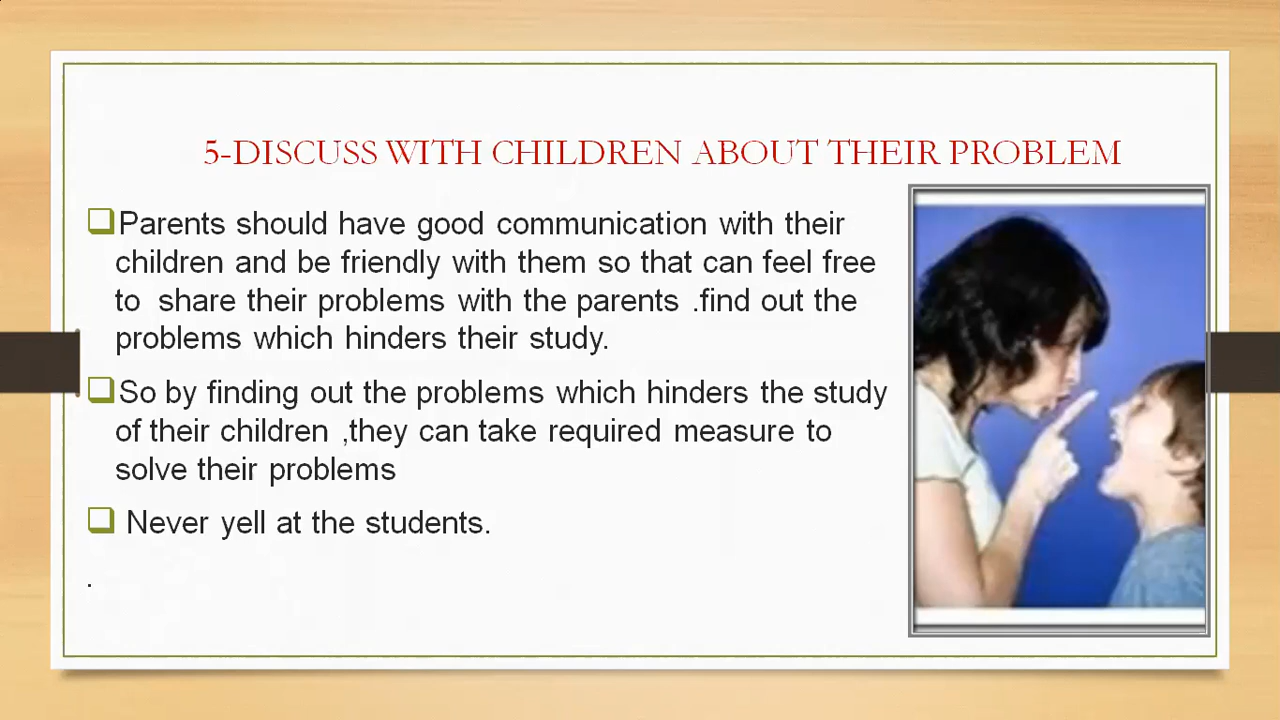 5-DISCUSS WITH CHILDREN ABOUT THEIR PROBLEM
Parents should have good communication with their
children and be friendly with them so that can feel free
to share their problems with the parents .find out the
problems which hinders their study.
So by finding out the problems which hinders the study
of their children ,they can take required measure to
solve their problems
Never yell at the students.
.